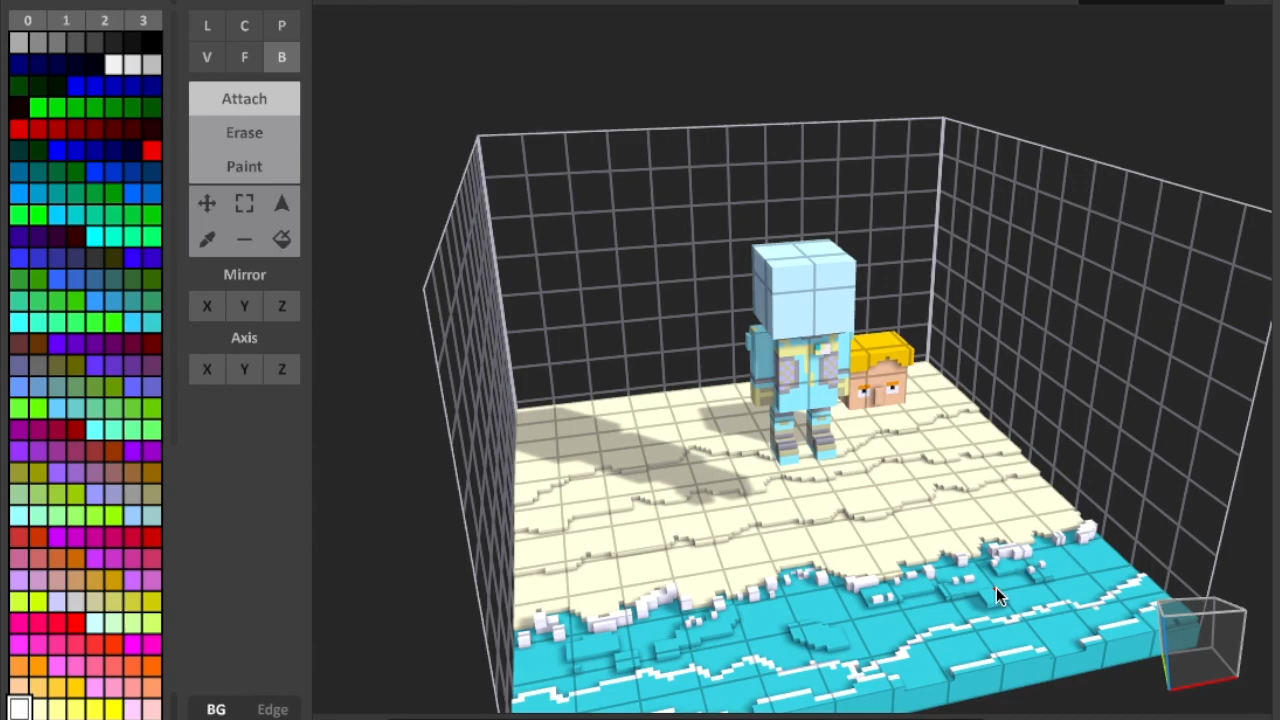 0 1 2 3
L C P
V F B
Attach
Erase
Paint
Mirror
X Y Z
Axis
X Y Z
BG Edge